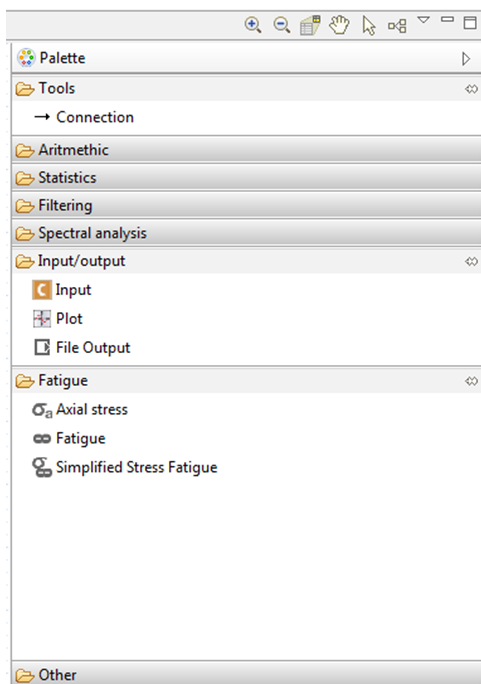 Palette
Tools
Connection
Aritmethic
Statistics
Filtering
Spectral analysis
Input/output
Input
Plot
File Output
Fatigue
σa Axial stress
Fatigue
Simplified Stress Fatigue
Other